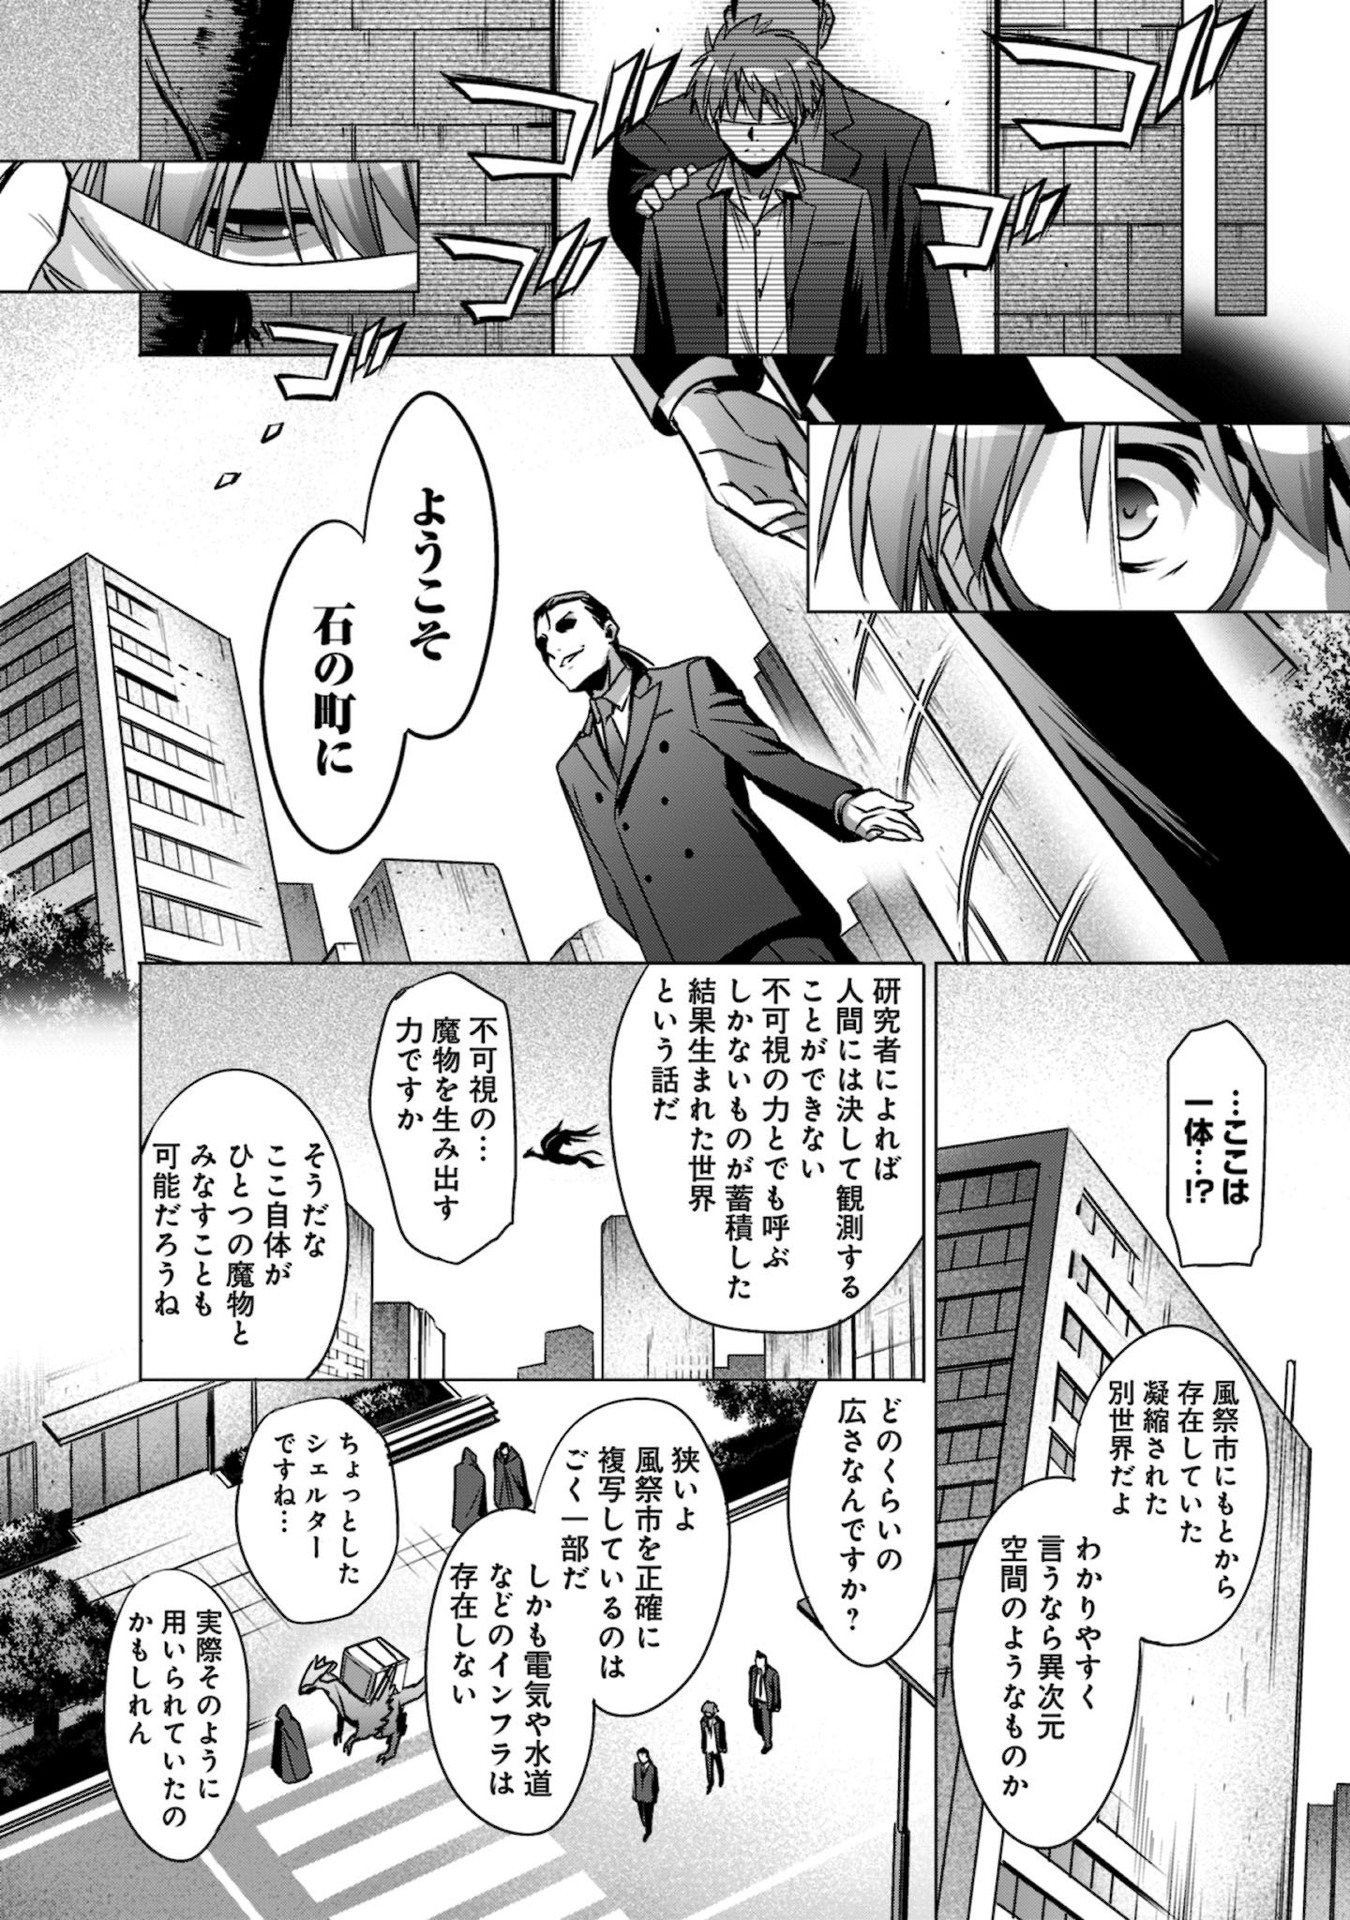 ゴッ
ゴッ
ゴッ
ゴッ
ゴッ
ようこそ
石の町に
…ここは
一体…!?
風祭市にもとから
存在していた
凝縮された
別世界だよ
わかりやすく
言うなら異次元
空間のようなものか
研究者によれば
人間には決して観測する
ことができない
不可視の力とでも呼ぶ
しかないものが蓄積した
結果生まれた世界
という話だ
不可視の…
魔物を生み出す
力ですか
そうだな
ここ自体が
ひとつの魔物と
みなすことも
可能だろうね
どのくらいの
広さなんですか?
狭いよ
風祭市を正確に
複写しているのは
ごく一部だ
しかも電気や水道
などのインフラは
存在しない
ちょっとした
シェルター
ですね…
実際そのように
用いられていたの
かもしれん